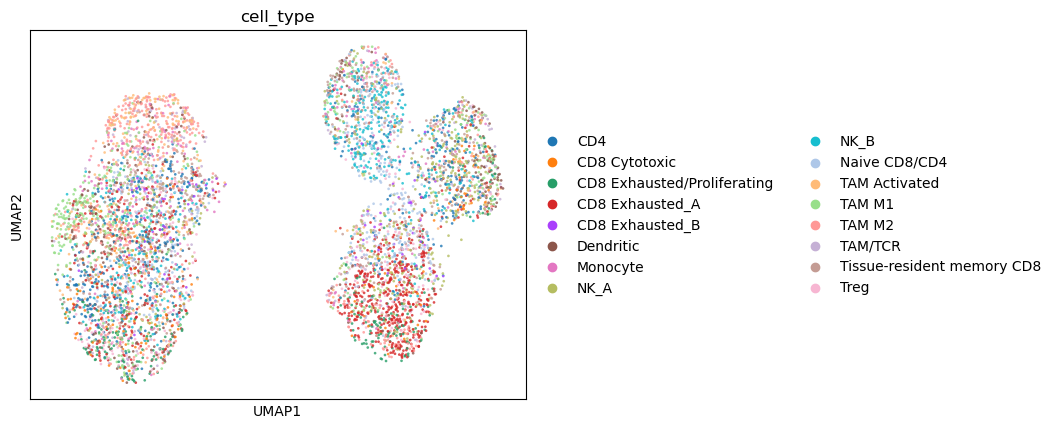 cell_type
UMAP2
UMAP1
CD4
CD8 Cytotoxic
CD8 Exhausted/Proliferating
CD8 Exhausted_A
CD8 Exhausted_B
Dendritic
Monocyte
NK_A
NK_B
Naive CD8/CD4
TAM Activated
TAM M1
TAM M2
TAM/TCR
Tissue-resident memory CD8
Treg